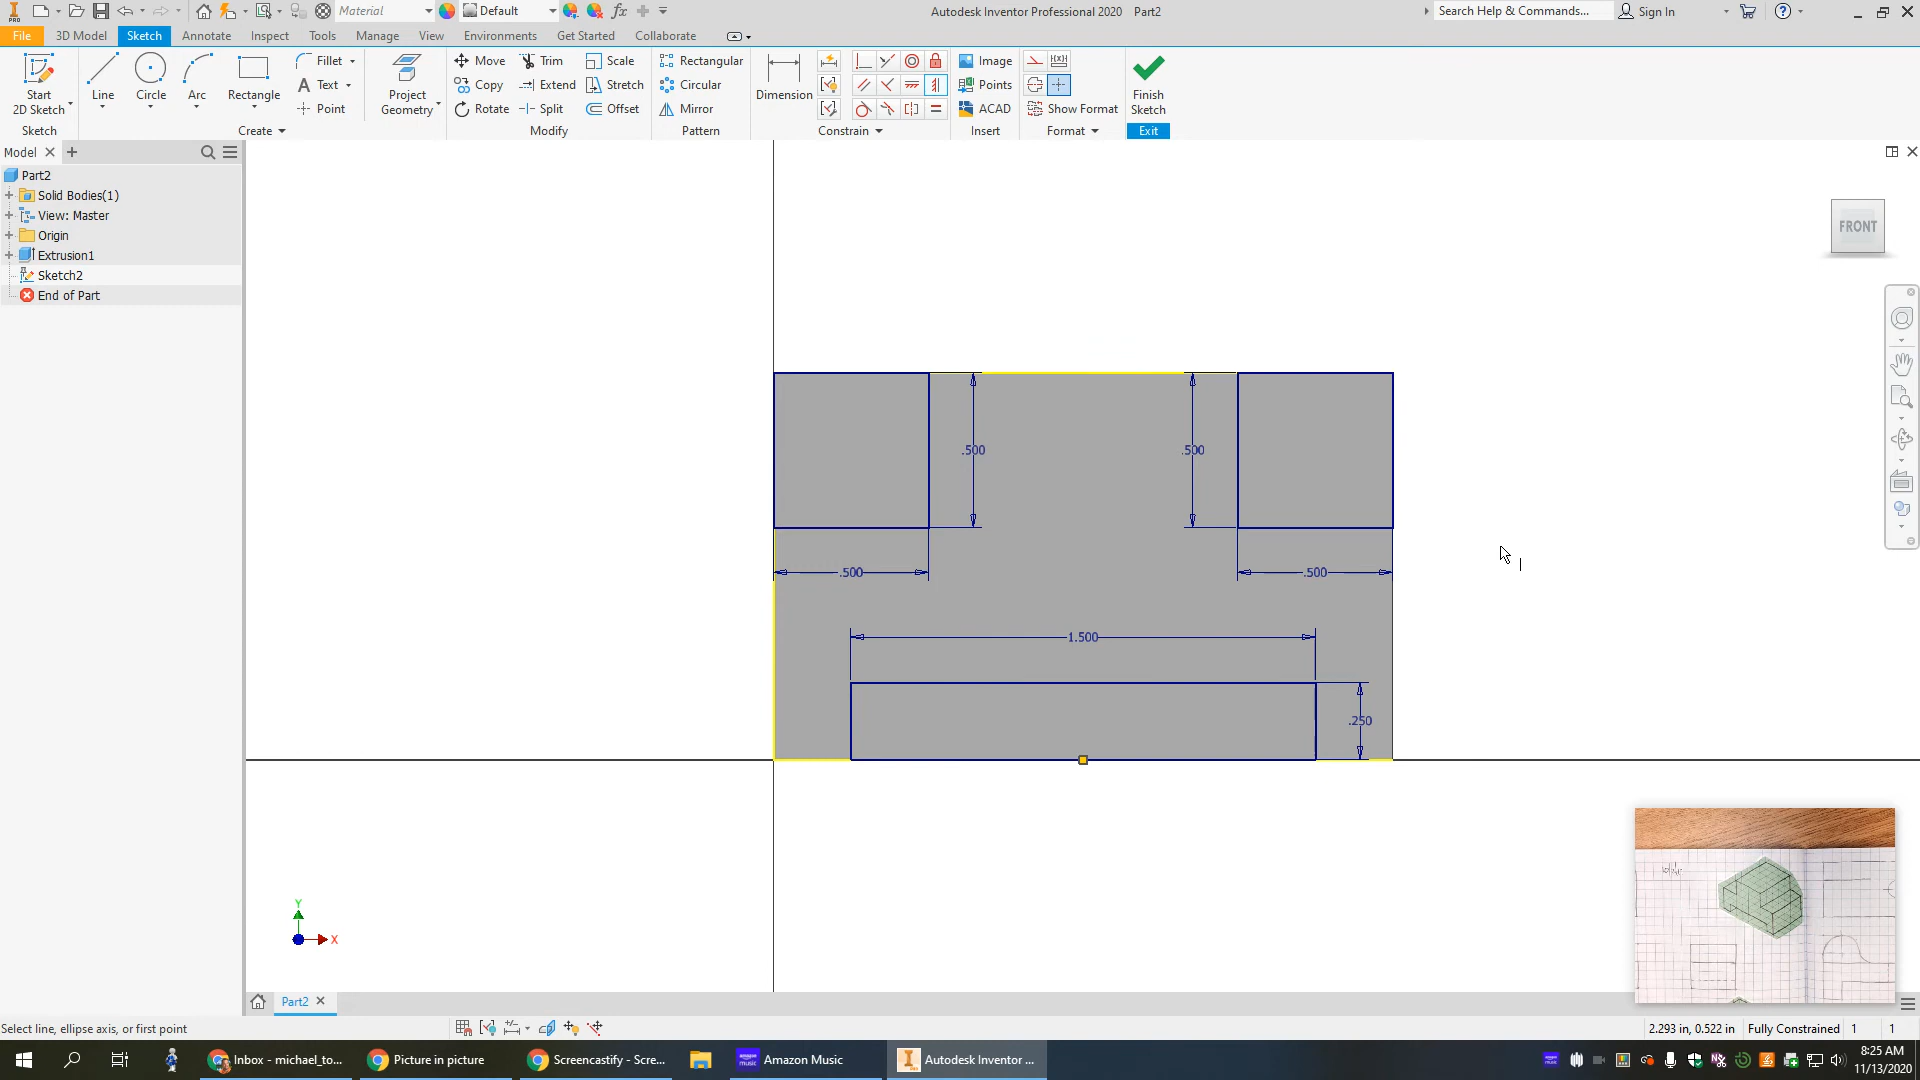 PRO
Material
Default
Autodesk Inventor Professional 2020 Part2
Search Help & Commands...
Sign In
File 3D Model Sketch Annotate Inspect Tools Manage View Environments Get Started Collaborate
Start
2D Sketch
Line
Circle
Arc
Rectangle
Fillet
Text
Point
Project
Geometry
Move
Copy
Rotate
Trim
Extend
Split
Scale
Stretch
Offset
Rectangular
Circular
Mirror
Dimension
Image
Points
ACAD
Show Format
Finish
Sketch
Sketch Create Modify Pattern Constrain Insert Format Exit
Model
Part2
Solid Bodies(1)
View: Master
Origin
Extrusion1
Sketch2
End of Part
FRONT
.500 .500
.500 .500
1.500
.250
Y
X
Part2
Select line, ellipse axis, or first point
2.293 in, 0.522 in Fully Constrained 1 1
Inbox - michael_to...
Picture in picture
Screencastify - Scre...
Amazon Music
Autodesk Inventor ...
8:25 AM
11/13/2020